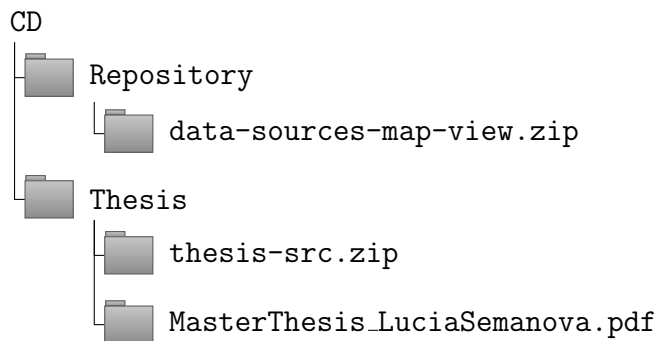 CD
Repository
data-sources-map-view.zip
Thesis
thesis-src.zip
MasterThesis_LuciaSemanova.pdf